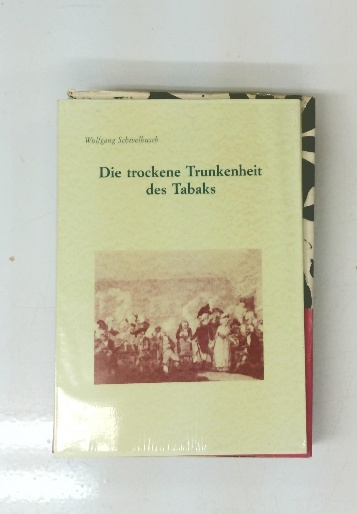 Wolfgang Schivelbusch
Die trockene Trunkenheit
des Tabaks